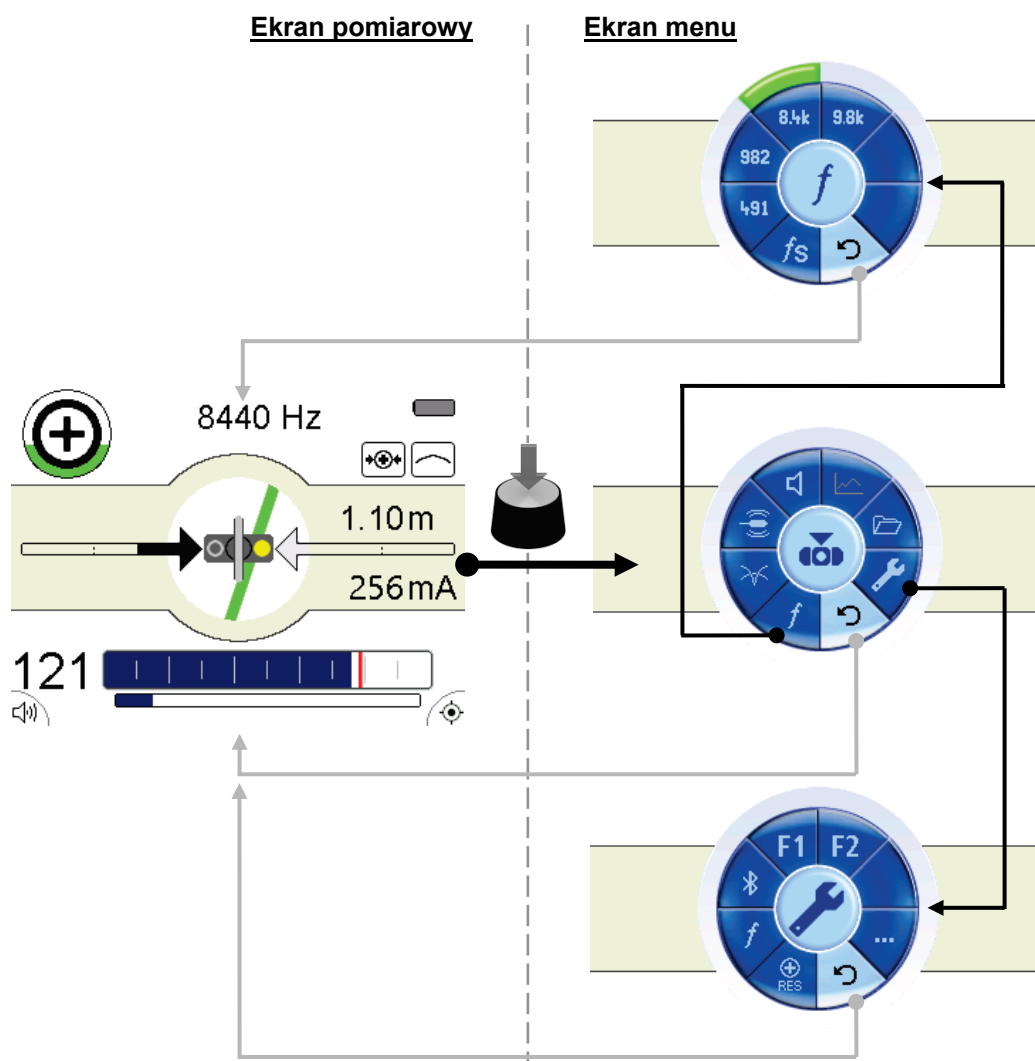 Ekran pomiarowy
Ekran menu
8.4k 9.8k
982
f
491
fs
8440 Hz
1.10m
256mA
f
121
F1 F2
f
...
RES